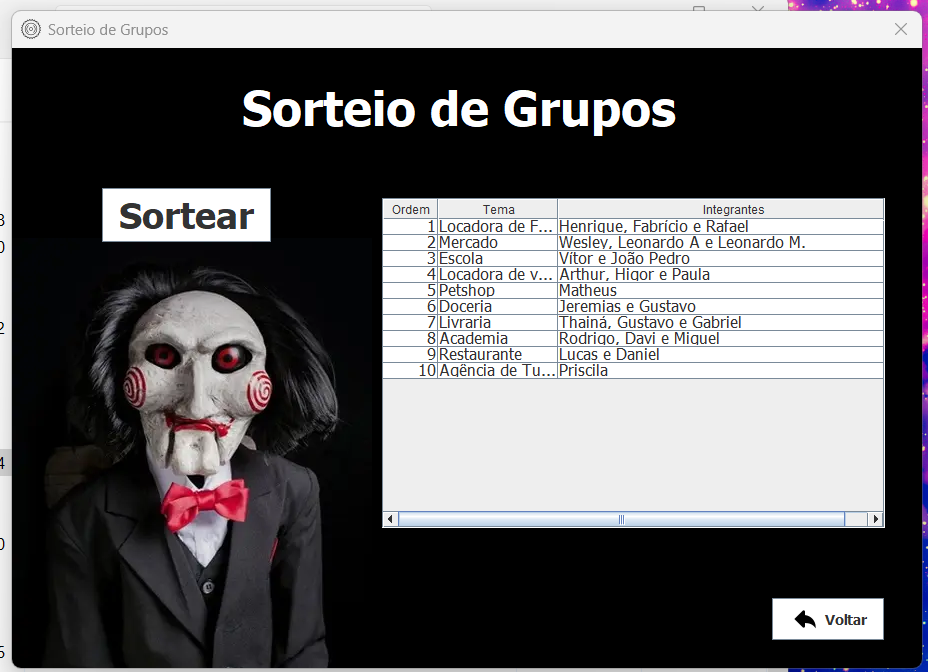 Sorteio de Grupos
Sorteio de Grupos
Sortear
Ordem Tema Integrantes
1 Locadora de F... Henrique, Fabrício e Rafael
2 Mercado Wesley, Leonardo A e Leonardo M.
3 Escola Vítor e João Pedro
4 Locadora de v... Arthur, Higor e Paula
5 Petshop Matheus
6 Doceria Jeremias e Gustavo
7 Livraria Thainá, Gustavo e Gabriel
8 Academia Rodrigo, Davi e Miguel
9 Restaurante Lucas e Daniel
10 Agência de Tu... Priscila
Voltar